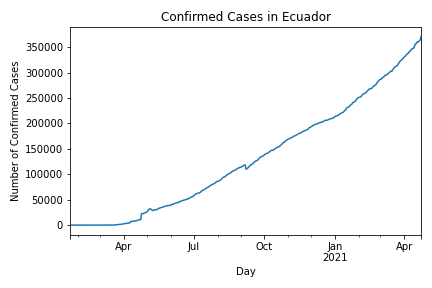 Confirmed Cases in Ecuador
Number of Confirmed Cases
350000
300000
250000
200000
150000
100000
50000
0
Apr
Jul
Oct
Jan
2021
Apr
Day